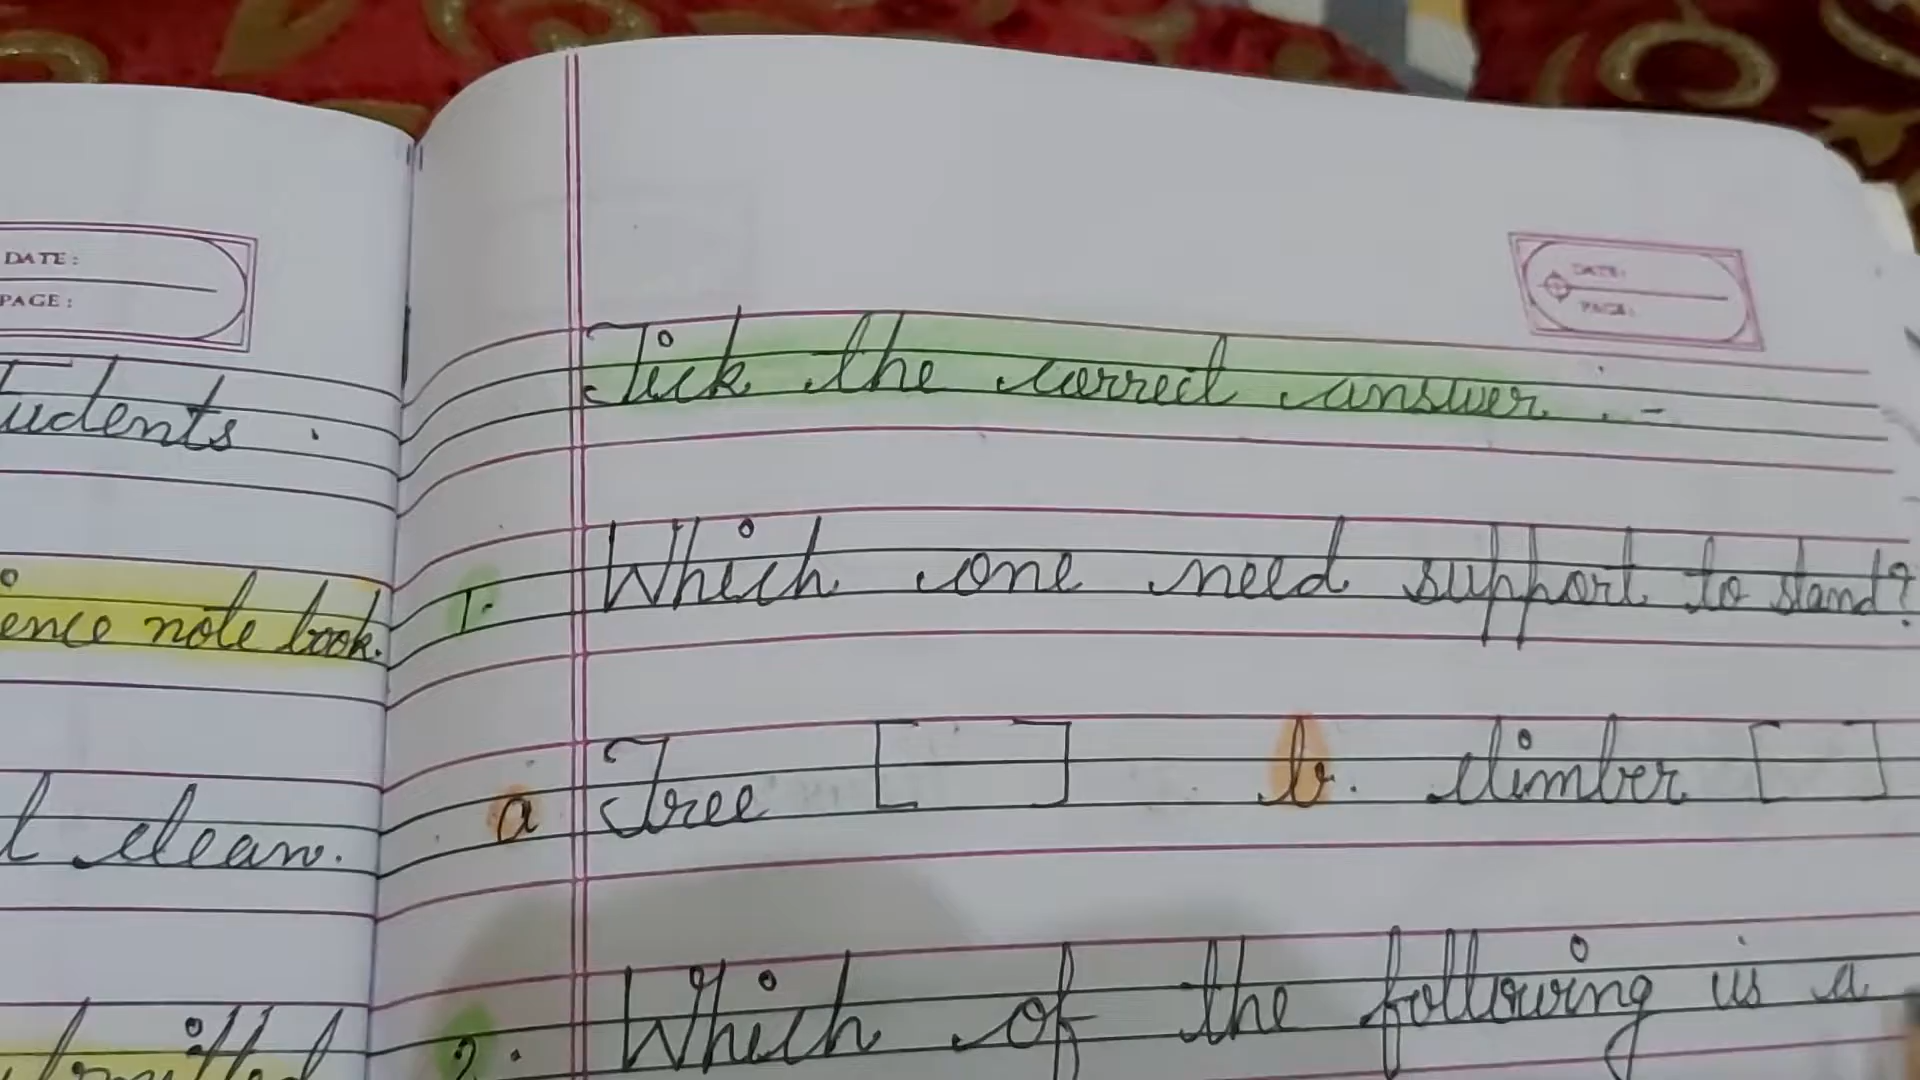 DATE:
PAGE:
tudents.
ence note book.
l clean.
DATE:
PAGE:
Tick the correct answer. -
1. Which one need support to stand?
a Tree b. climber
2. Which of the following is a